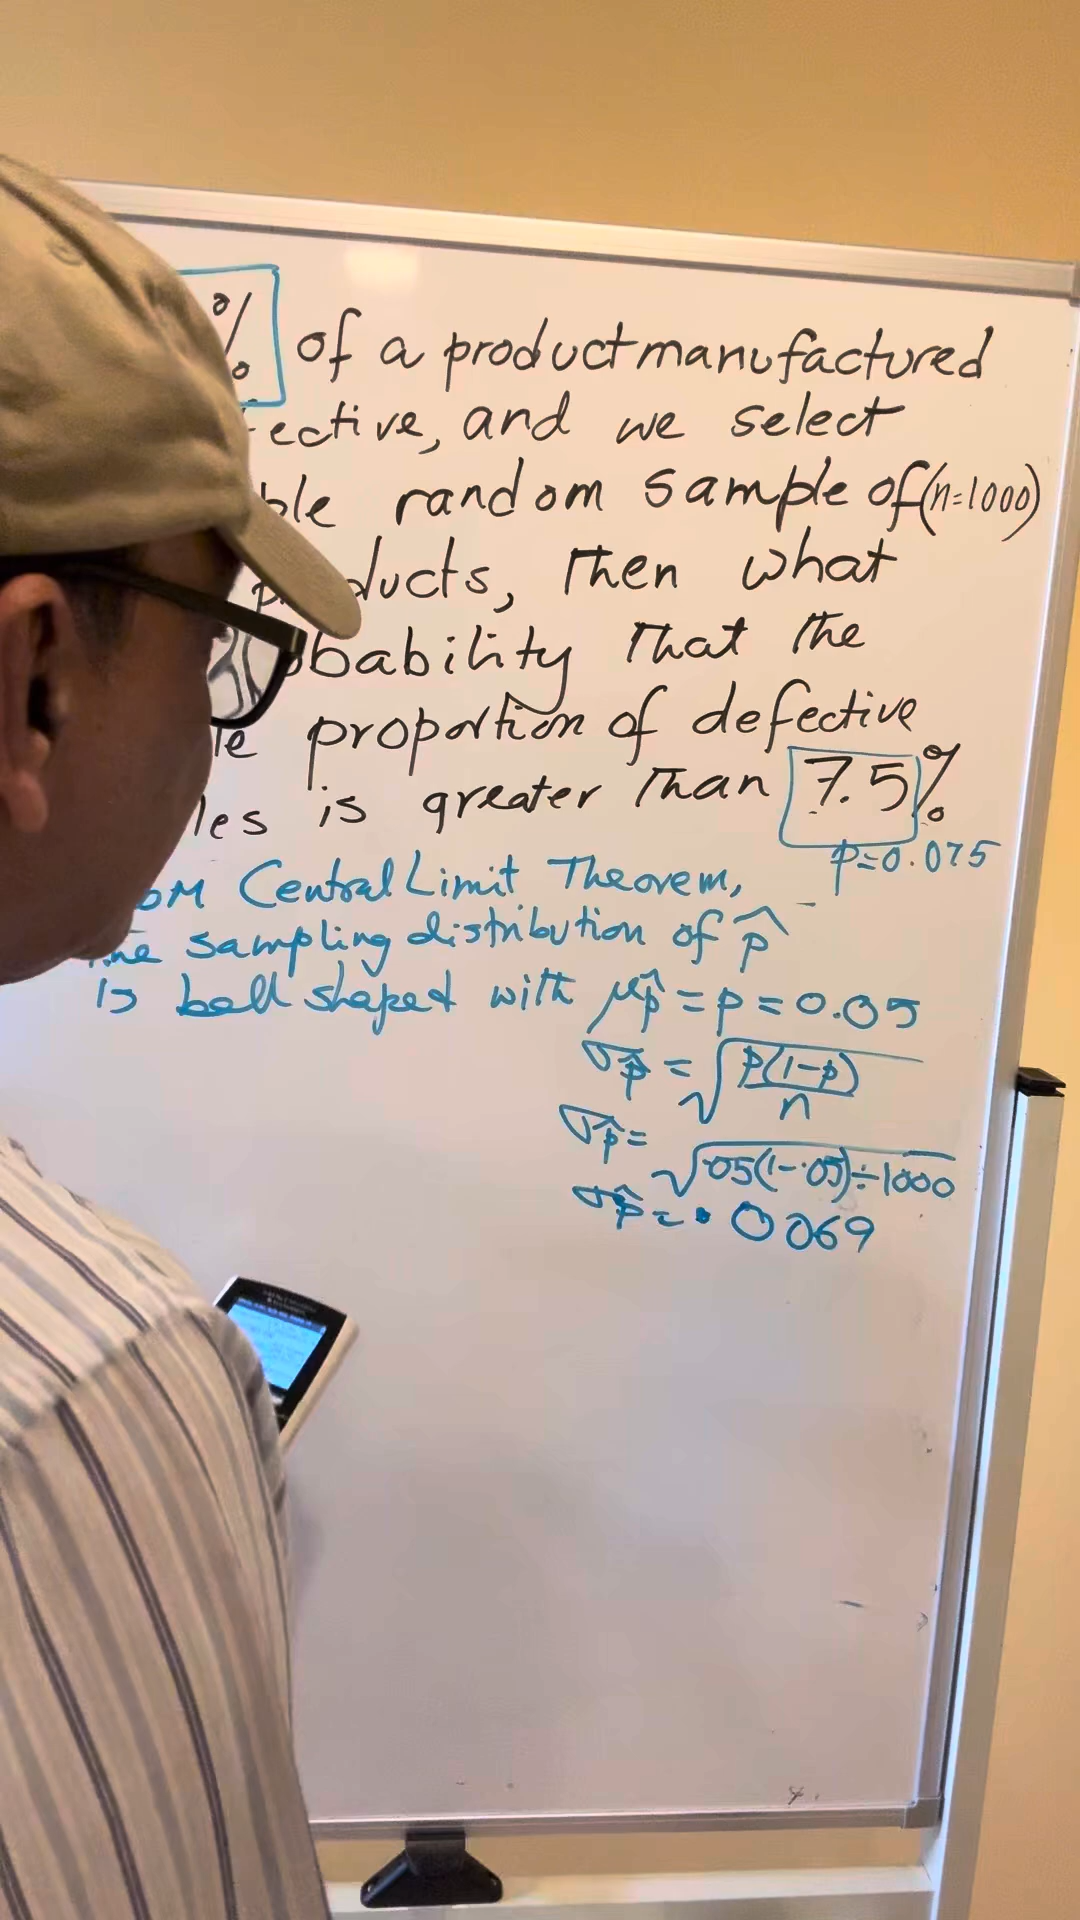 % of a product manufactured
ective, and we select
ble random sample of (n=1000)
ducts, Then what
bability That the
le proportion of defective
les is greater Than 7.5%
p=0.075
OM Central Limit Theorem,
The sampling distribution of p̂
is bell shaped with μp̂ = p = 0.05
σp̂ = √(p(1-p)/n)
σp̂ =
√.05(1-.05)÷1000
σp̂ = .0069